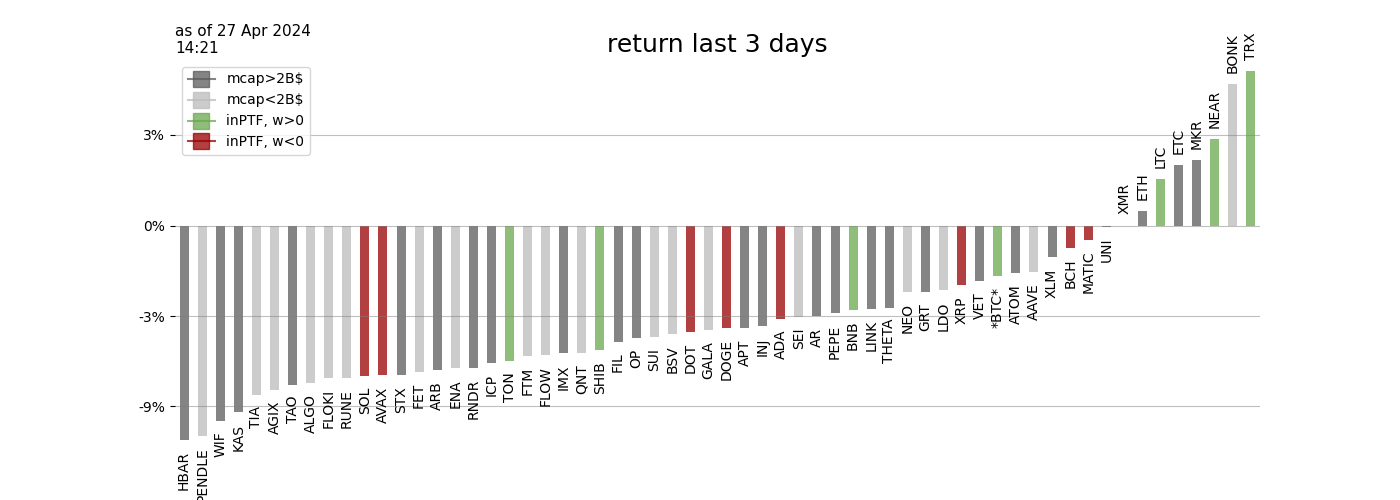 as of 27 Apr 2024
14:21
return last 3 days
mcap>2B$
mcap<2B$
inPTF, w>0
inPTF, w<0
3%
0%
-3%
-9%
HBAR
PENDLE
WIF
KAS
TIA
AGIX
TAO
ALGO
FLOKI
RUNE
SOL
AVAX
STX
FET
ARB
ENA
RNDR
ICP
TON
FTM
FLOW
IMX
QNT
SHIB
FIL
OP
SUI
BSV
DOT
GALA
DOGE
APT
INJ
ADA
SEI
AR
PEPE
BNB
LINK
THETA
NEO
GRT
LDO
XRP
VET
*BTC*
ATOM
AAVE
XLM
BCH
MATIC
UNI
XMR
ETH
LTC
ETC
MKR
NEAR
BONK
TRX